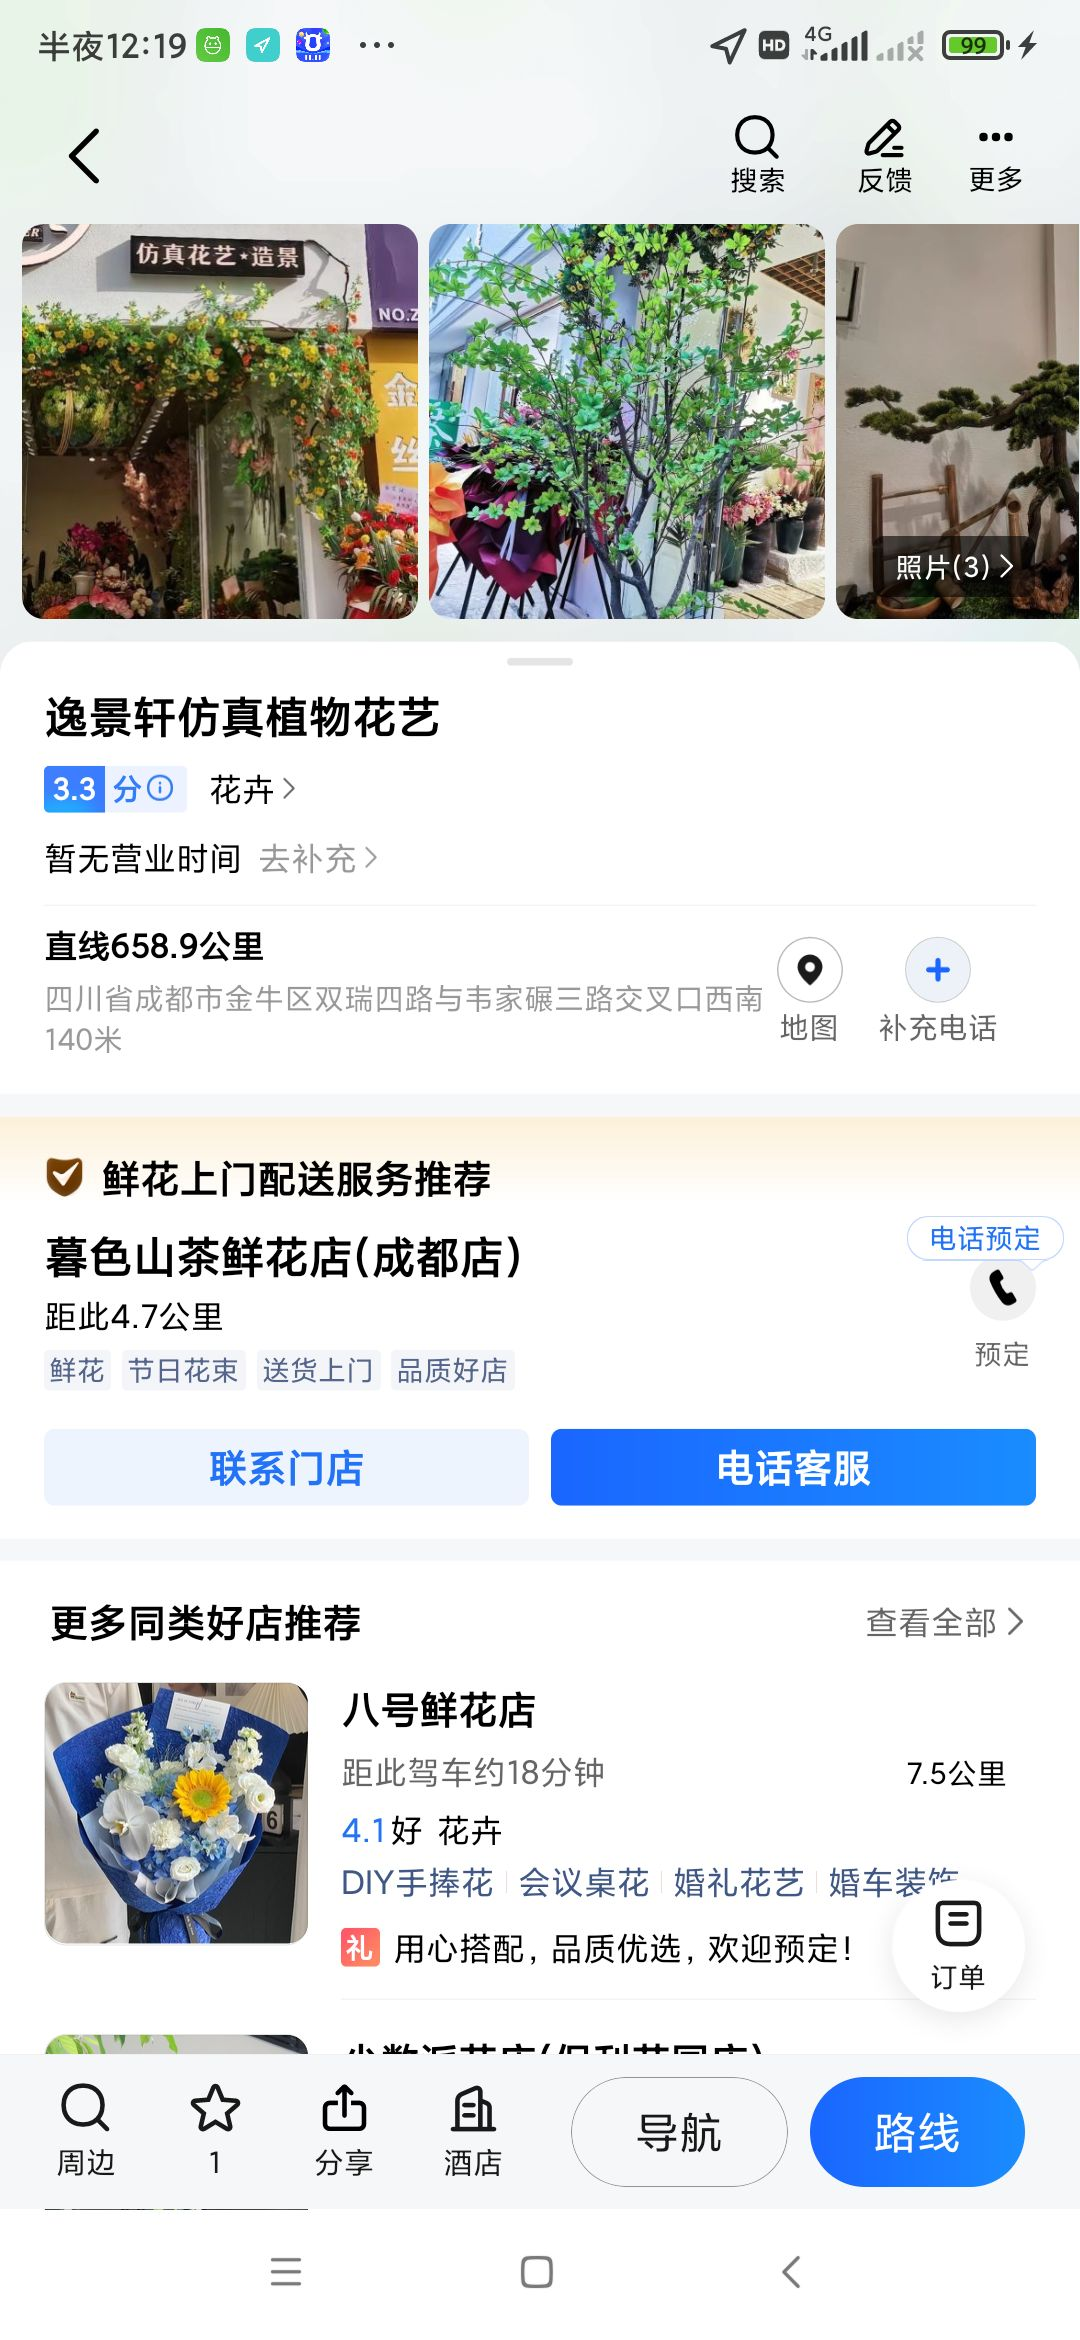 半夜12:19
HD
4G
99
搜索
反馈
更多
仿真花艺★造景
金
丝
照片(3)
逸景轩仿真植物花艺
3.3 分 花卉
暂无营业时间 去补充
直线658.9公里
四川省成都市金牛区双瑞四路与韦家碾三路交叉口西南
140米
地图
补充电话
鲜花上门配送服务推荐
暮色山茶鲜花店(成都店)
电话预定
距此4.7公里
预定
鲜花 节日花束 送货上门 品质好店
联系门店
电话客服
更多同类好店推荐
查看全部
八号鲜花店
距此驾车约18分钟
7.5公里
4.1好 花卉
DIY手捧花 会议桌花 婚礼花艺 婚车装饰
礼 用心搭配，品质优选，欢迎预定！
订单
周边
1
分享
酒店
导航
路线